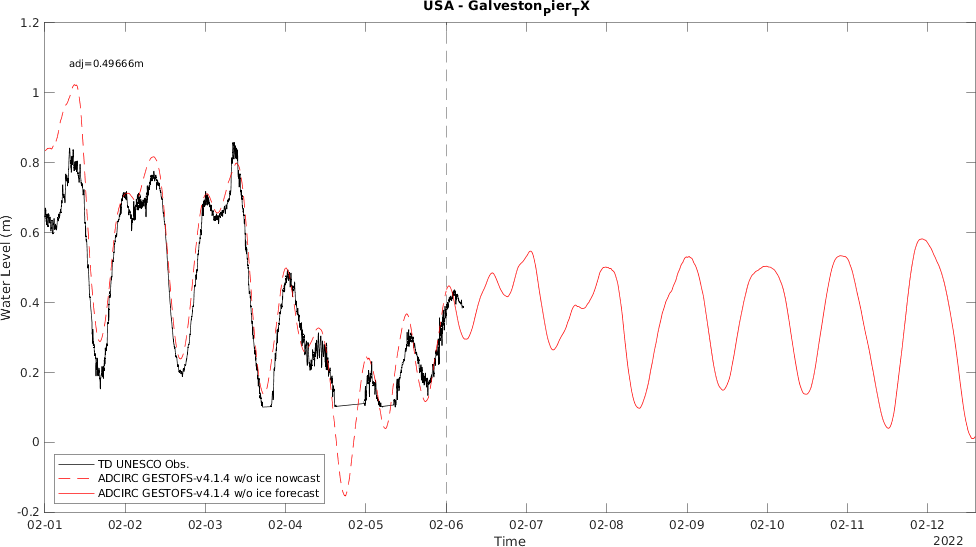 USA - GalvestonPierTX
adj=0.49666m
1.2
1
0.8
0.6
0.4
0.2
0
-0.2
Water Level (m)
TD UNESCO Obs.
ADCIRC GESTOFS-v4.1.4 w/o ice nowcast
ADCIRC GESTOFS-v4.1.4 w/o ice forecast
02-01 02-02 02-03 02-04 02-05 02-06 02-07 02-08 02-09 02-10 02-11 02-12
Time
2022